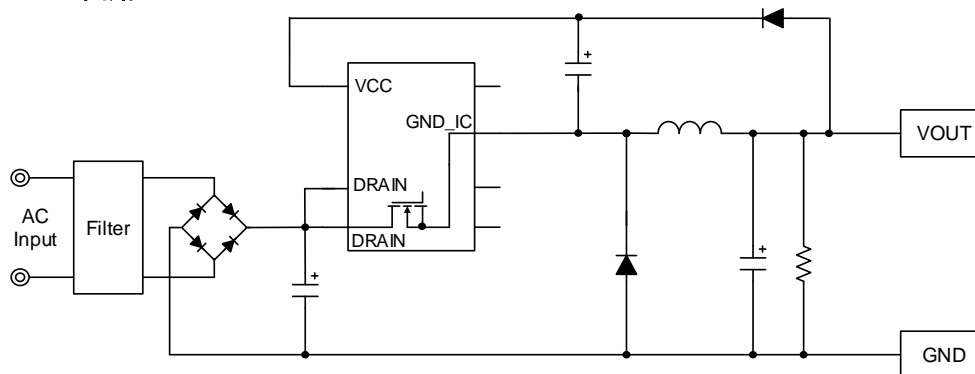 VCC
GND_IC
VOUT
DRAIN
AC
Input
Filter
DRAIN
GND